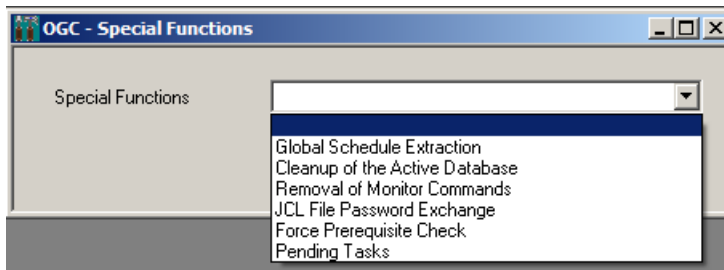 OGC - Special Functions
Special Functions
Global Schedule Extraction
Cleanup of the Active Database
Removal of Monitor Commands
JCL File Password Exchange
Force Prerequisite Check
Pending Tasks